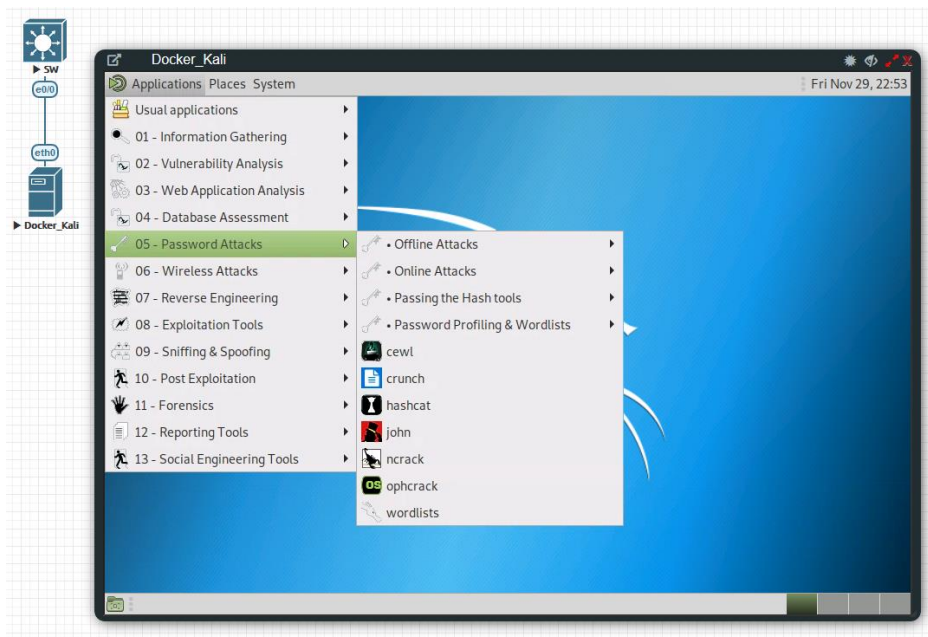 SW
e0/0
eth0
Docker_Kali
Docker_Kali
Applications Places System
Fri Nov 29, 22:53
Usual applications
01 - Information Gathering
02 - Vulnerability Analysis
03 - Web Application Analysis
04 - Database Assessment
05 - Password Attacks
06 - Wireless Attacks
07 - Reverse Engineering
08 - Exploitation Tools
09 - Sniffing & Spoofing
10 - Post Exploitation
11 - Forensics
12 - Reporting Tools
13 - Social Engineering Tools
• Offline Attacks
• Online Attacks
• Passing the Hash tools
• Password Profiling & Wordlists
cewl
crunch
hashcat
john
ncrack
OS
ophcrack
wordlists